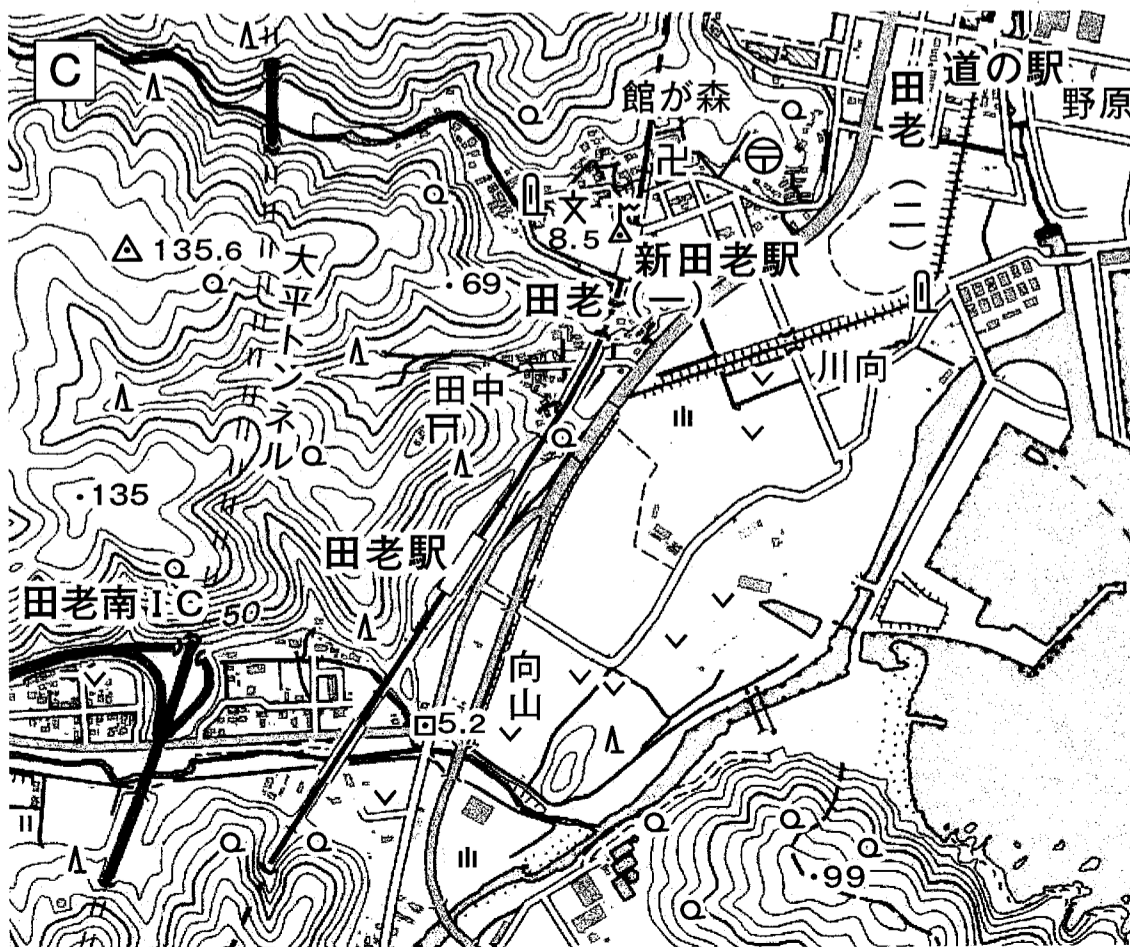 C
館が森
道の駅
田老(二)
野原
8.5
135.6
新田老駅
69
田老(一)
大平トンネル
川向
田中
135
田老駅
田老南IC
50
向山
5.2
99